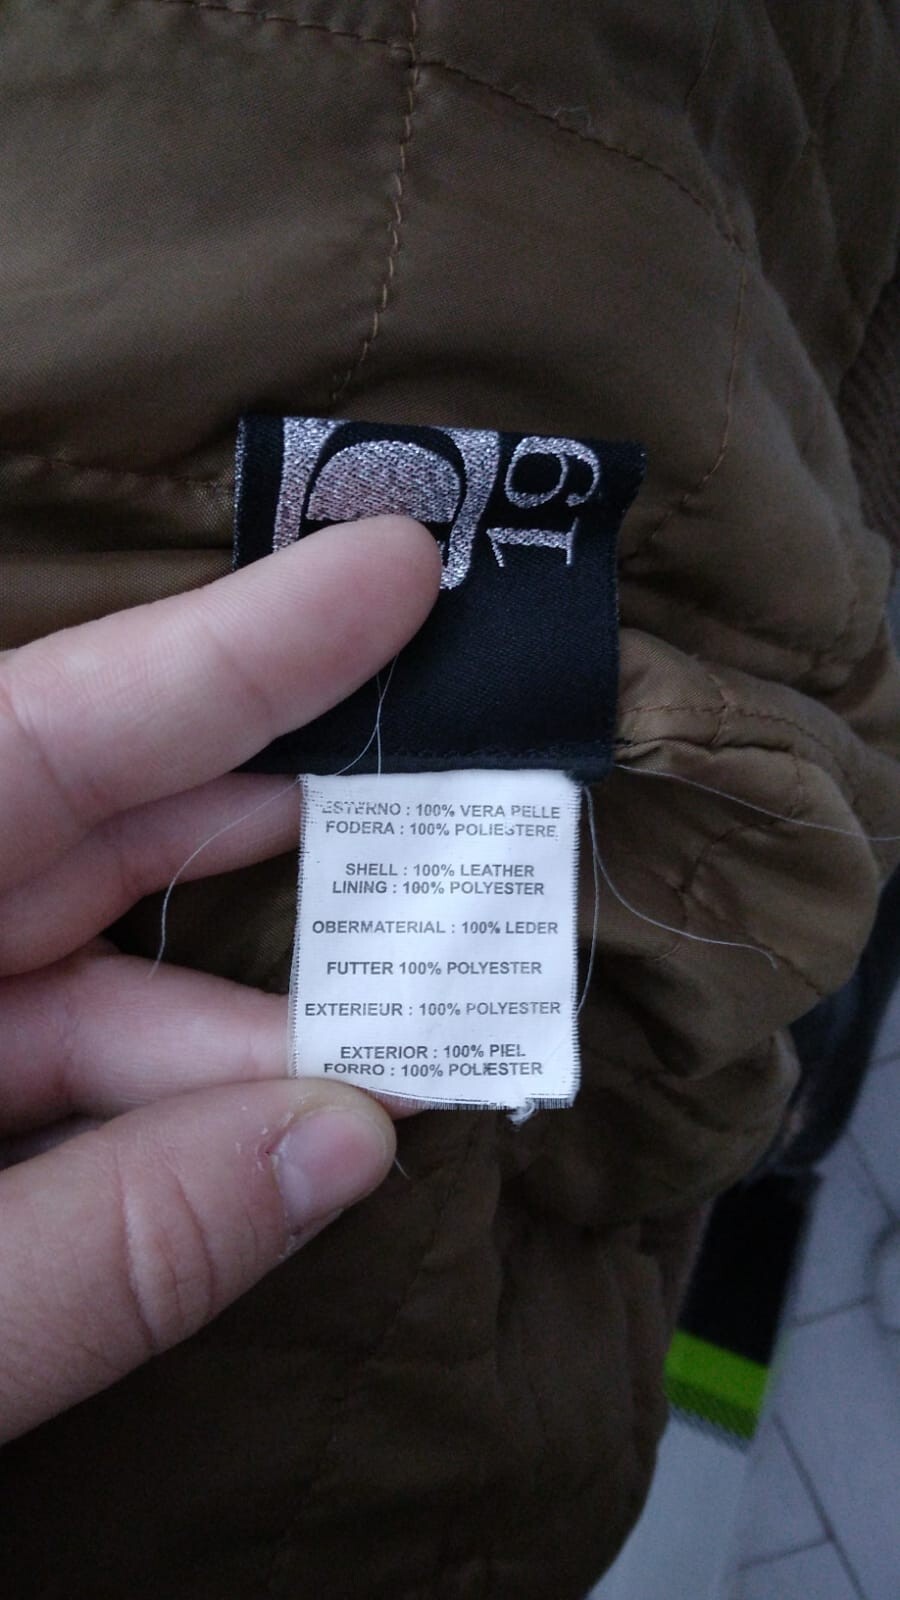 19
ESTERNO : 100% VERA PELLE
FODERA : 100% POLIESTERE
SHELL : 100% LEATHER
LINING : 100% POLYESTER
OBERMATERIAL : 100% LEDER
FUTTER 100% POLYESTER
EXTERIEUR : 100% POLYESTER
EXTERIOR : 100% PIEL
FORRO : 100% POLIESTER